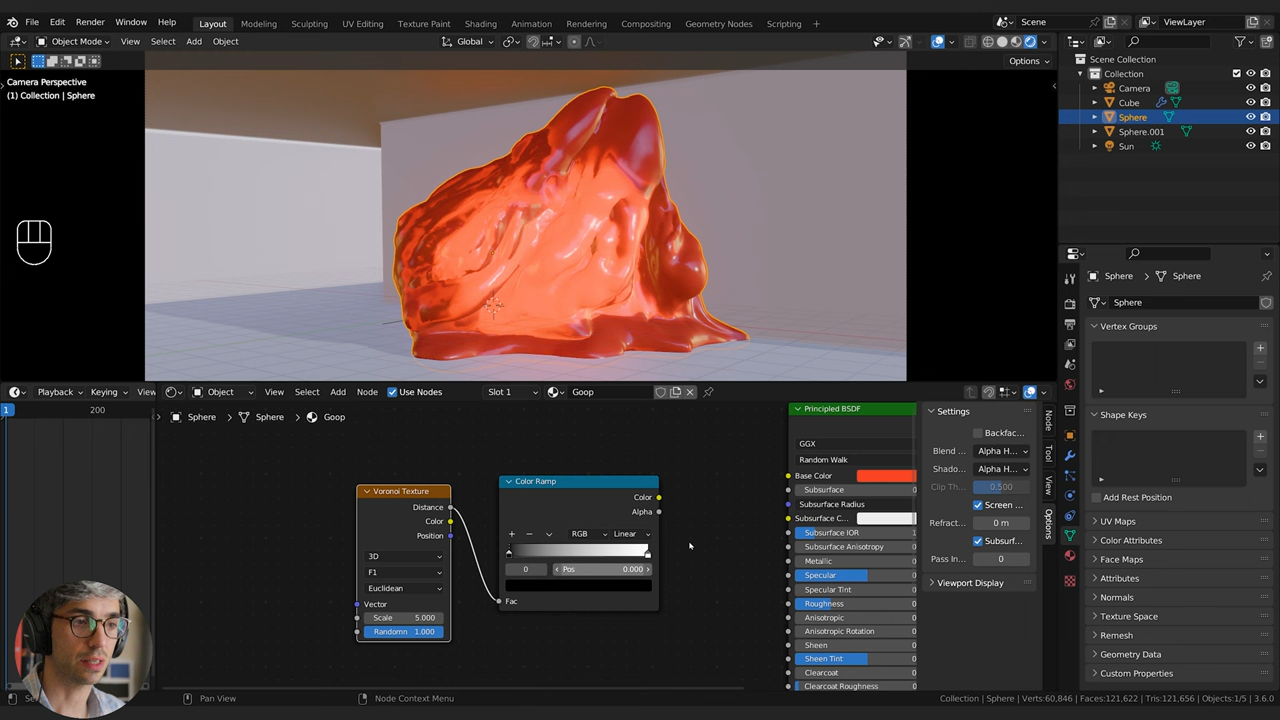 File Edit Render Window Help Layout Modeling Sculpting UV Editing Texture Paint Shading Animation Rendering Compositing Geometry Nodes Scripting + Scene ViewLayer
Object Mode View Select Add Object Global
Options
Camera Perspective
(1) Collection | Sphere
Scene Collection
Collection
Camera
Cube
Sphere
Sphere.001
Sun
Sphere Sphere
Sphere
Vertex Groups
Shape Keys
Add Rest Position
UV Maps
Color Attributes
Face Maps
Attributes
Normals
Texture Space
Remesh
Geometry Data
Custom Properties
Playback Keying View Object View Select Add Node Use Nodes Slot 1 Goop
1 200
Sphere Sphere Goop
Voronoi Texture
Distance
Color
Position
3D
F1
Euclidean
Vector
Scale 5.000
Randomn 1.000
Color Ramp
Color
Alpha
RGB Linear
0 Pos 0.000
Fac
Principled BSDF
GGX
Random Walk
Base Color
Subsurface 0
Subsurface Radius
Subsurface C...
Subsurface IOR 1
Subsurface Anisotropy 0
Metallic 0
Specular 0
Specular Tint 0
Roughness 0
Anisotropic 0
Anisotropic Rotation 0
Sheen 0
Sheen Tint 0
Clearcoat 0
Clearcoat Roughness 0
Settings
Backfac...
Blend ... Alpha H...
Shado... Alpha H...
Clip Th... 0.500
Screen ...
Refract... 0 m
Subsurf...
Pass In... 0
Viewport Display
Node
Tool
View
Options
Pan View Node Context Menu Collection | Sphere | Verts:60,846 | Faces:121,622 | Tris:121,656 | Objects:1/5 | 3.6.0